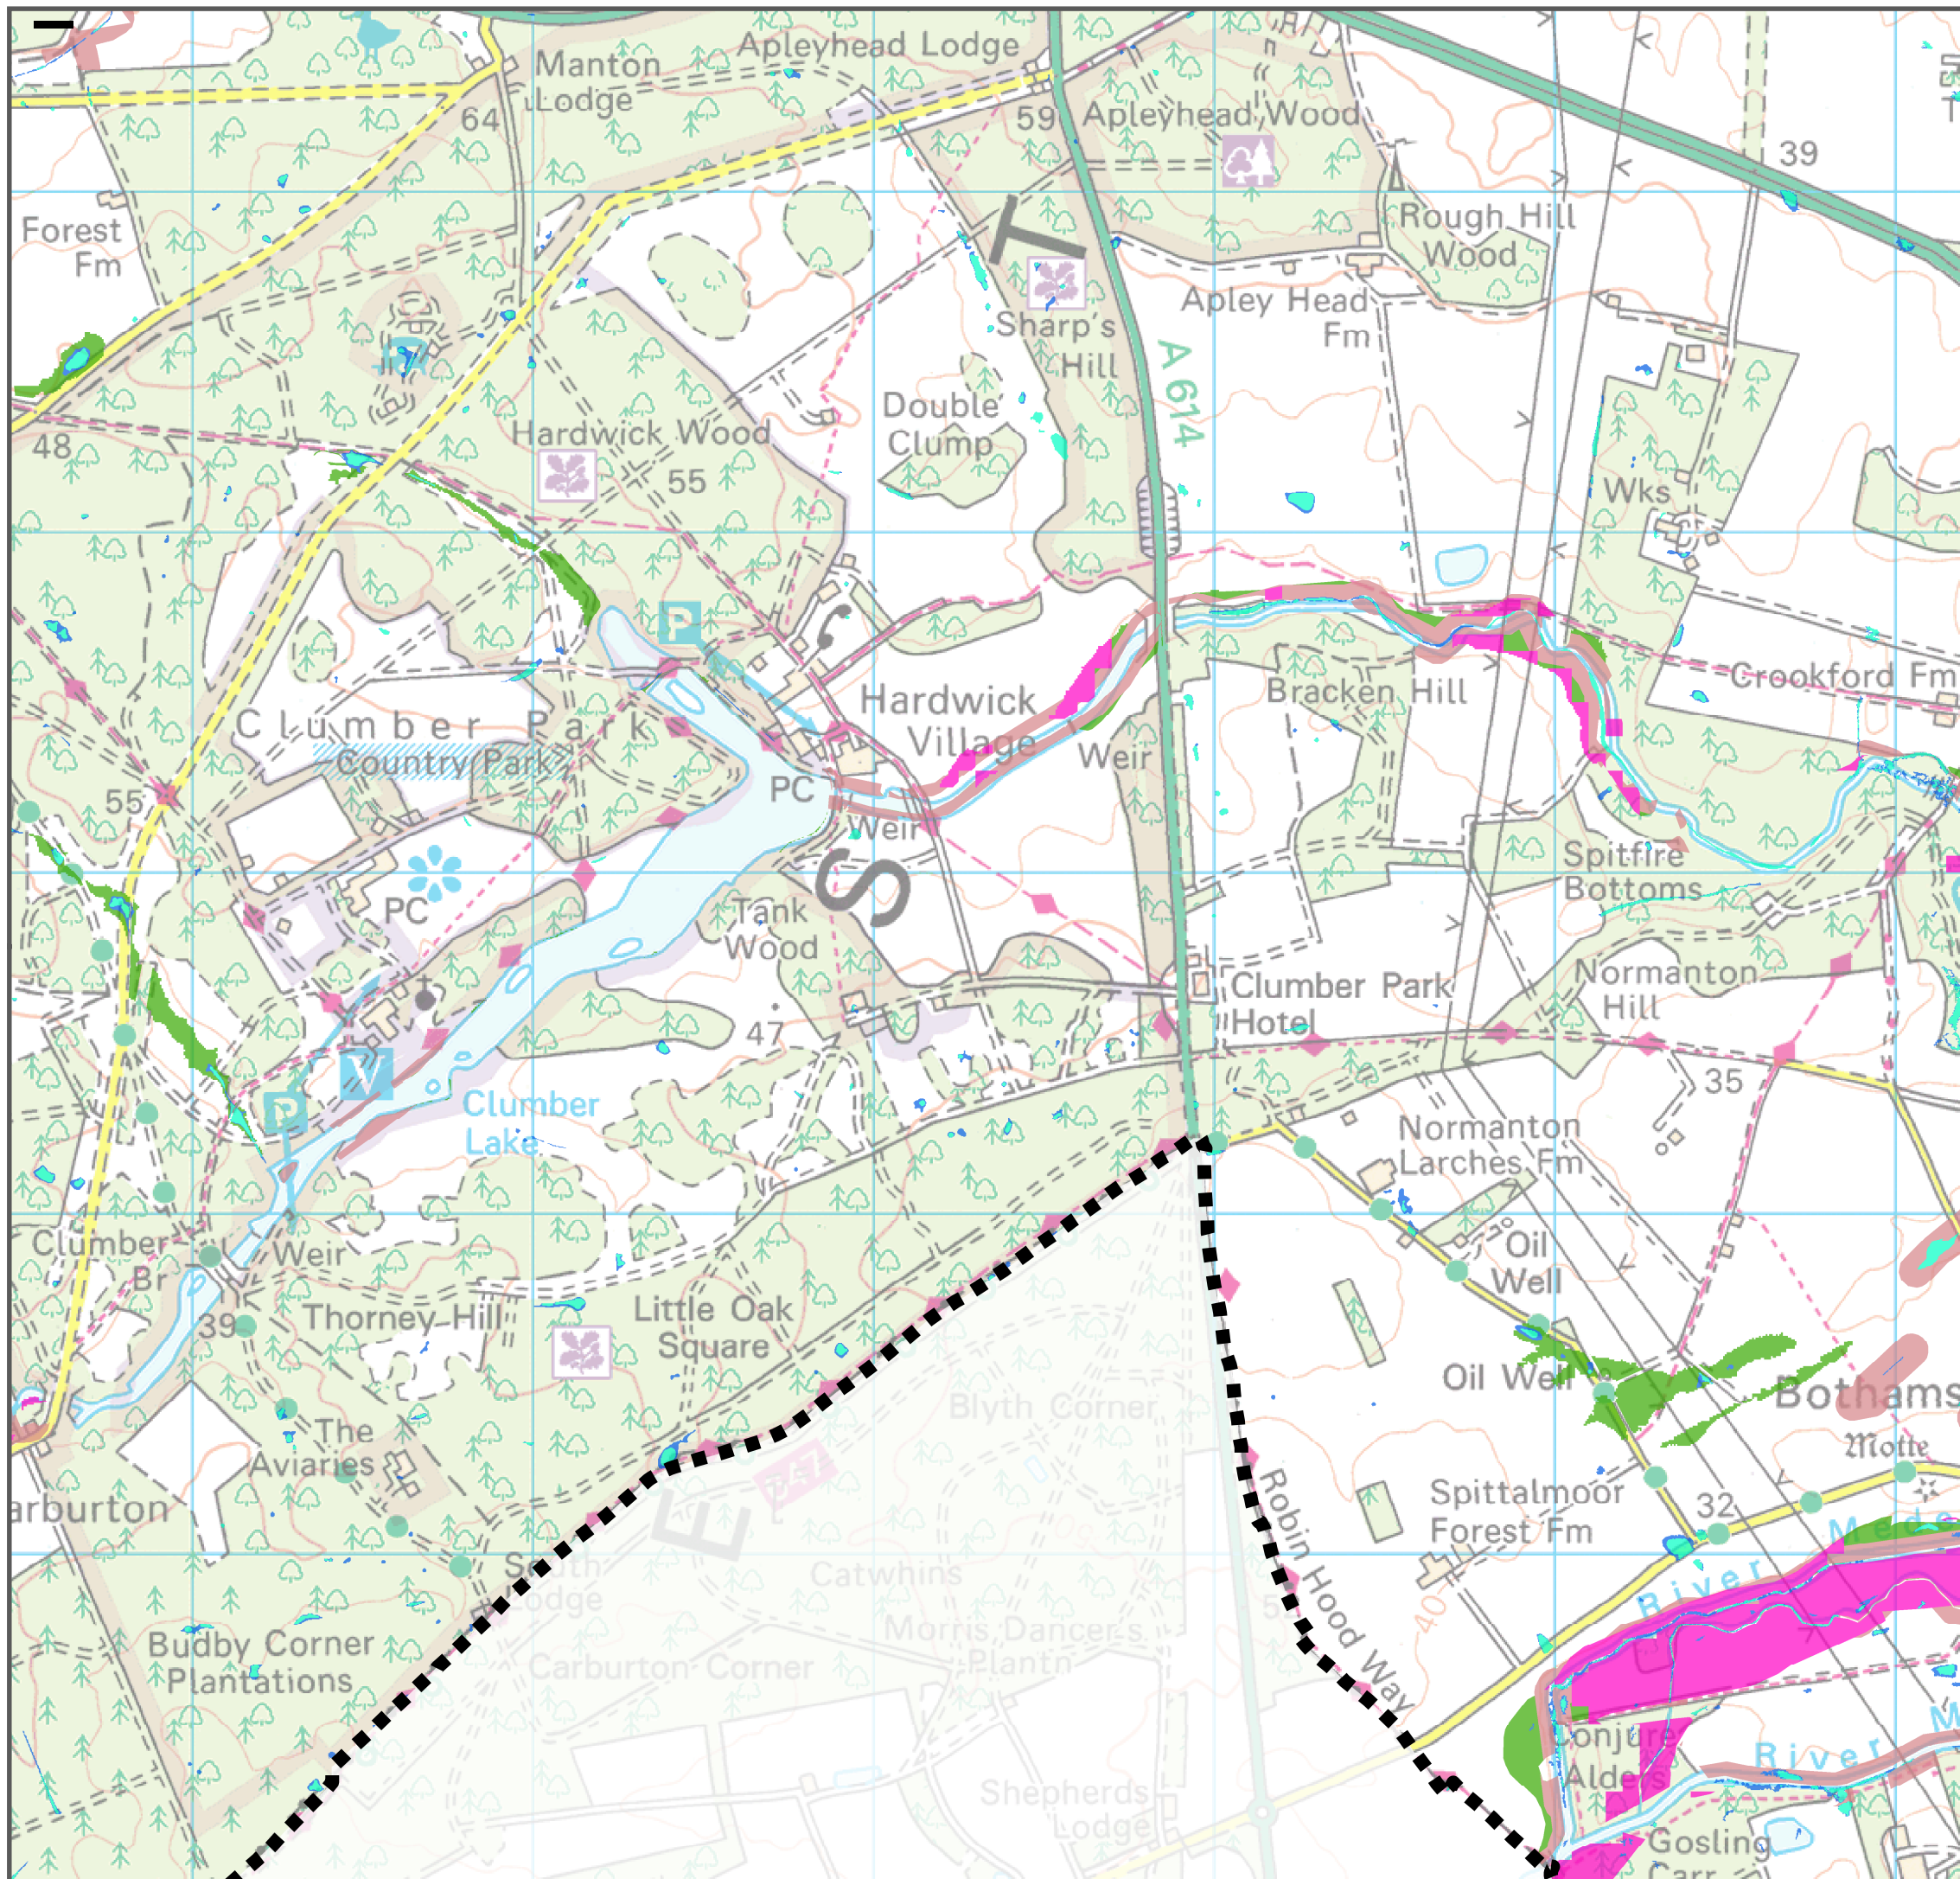 Apleyhead Lodge
Manton
Lodge
64
59
Apleyhead Wood
39
Forest
Fm
T
Rough Hill
Wood
Apley Head
Fm
Sharp's
Hill
A 614
Double
Clump
48
Hardwick Wood
55
Wks
P
Hardwick
Village
Bracken Hill
Crookford Fm
Clumber Park
Country Park
Weir
PC
55
Weir
S
Spitfire
Bottoms
PC
Tank
Wood
Normanton
Hill
Clumber Park
Hotel
47
35
V
P
Clumber
Lake
Normanton
Larches Fm
Clumber
Br
Weir
Oil
Well
39
Thorney Hill
Little Oak
Square
Oil Well
Bothams
Blyth Corner
Motte
The
Aviaries
arburton
E
Robin Hood Way
Spittalmoor
Forest Fm
32
River Mede
South
Lodge
Catwhins
40
Morris Dancer's
Plantn
Budby Corner
Plantations
Carburton Corner
Conjure
Alders
River M
Shepherds
Lodge
Gosling
Carr